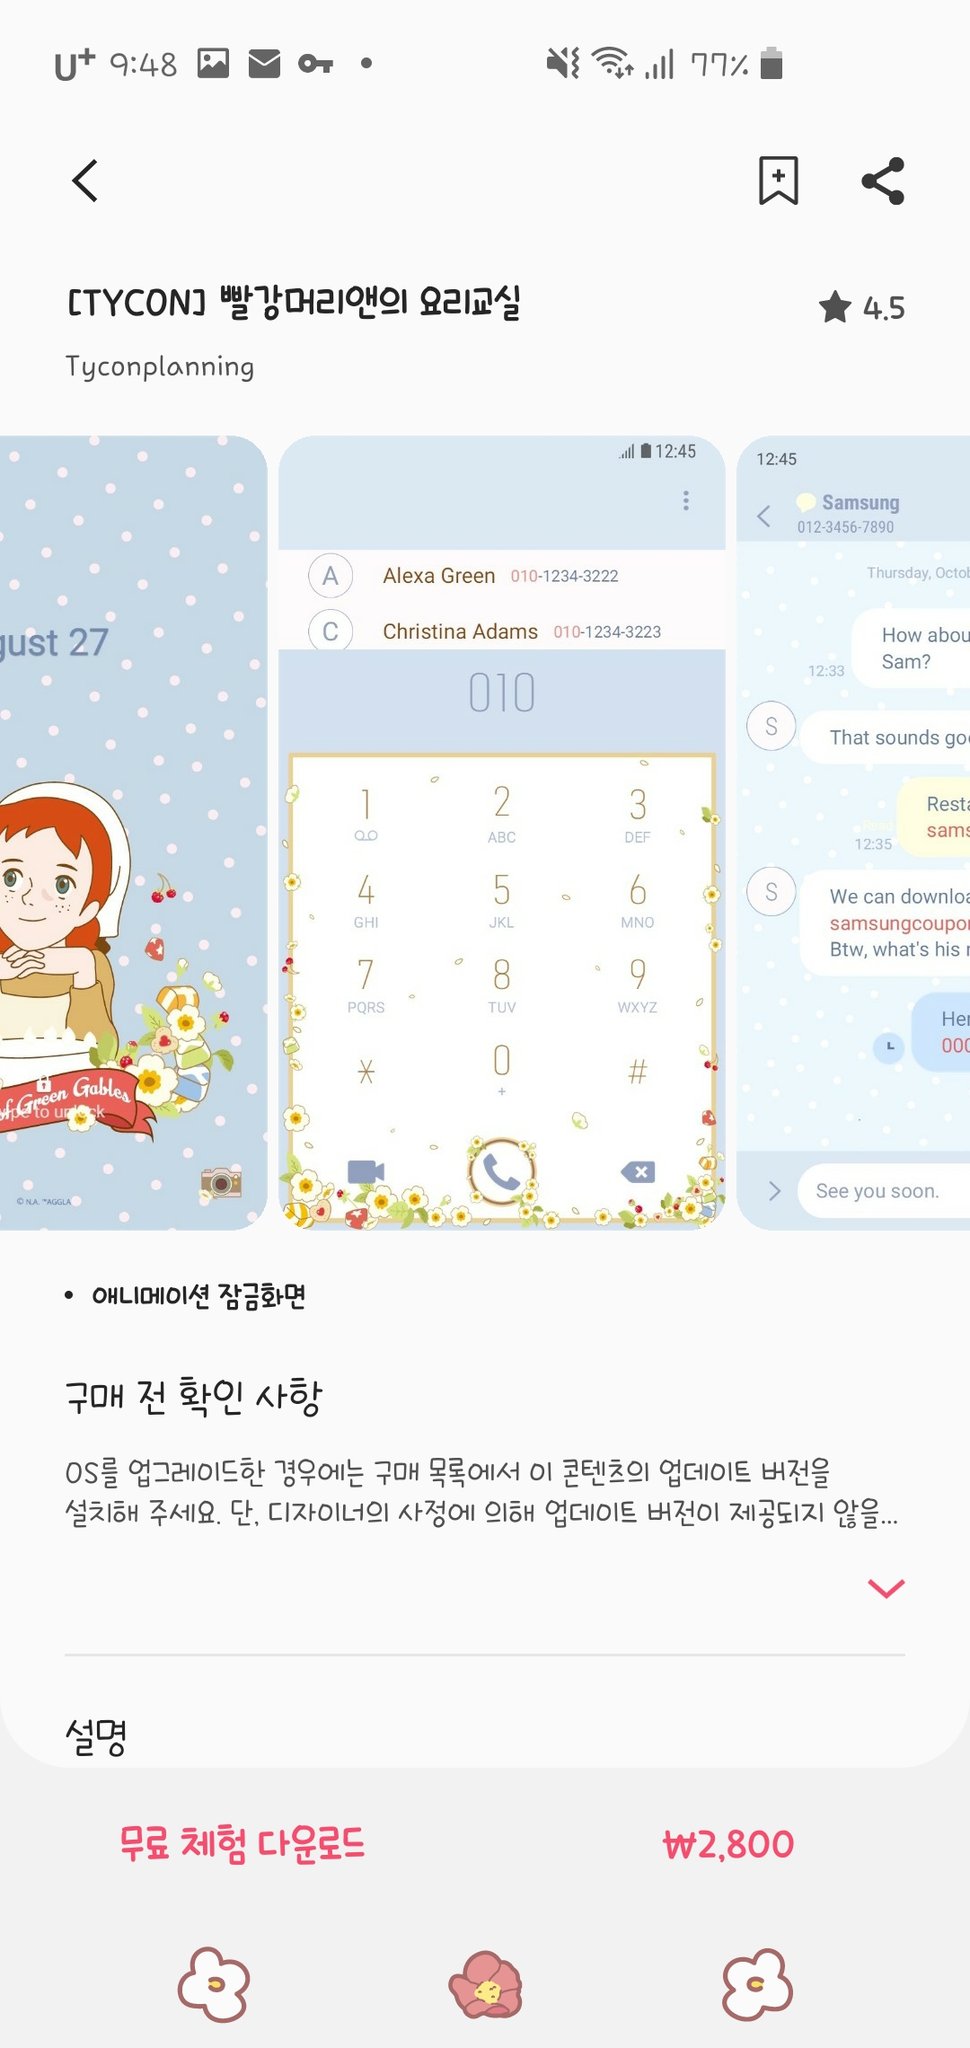 U+ 9:48 77%
[TYCON] 빨강머리앤의 요리교실
4.5
Tyconplanning
gust 27
of Green Gables
ype to unlock
© N.A. ™AGGLA
12:45
A Alexa Green 010-1234-3222
C Christina Adams 010-1234-3223
010
1 2 3
ABC DEF
4 5 6
GHI JKL MNO
7 8 9
PQRS TUV WXYZ
* 0 #
+
12:45
Samsung
012-3456-7890
Thursday, Octob
How abou
Sam?
12:33
S That sounds goo
Resta
sams
12:35
S We can downloa
samsungcoupon
Btw, what's his n
Her
000
See you soon.
• 애니메이션 잠금화면
구매 전 확인 사항
OS를 업그레이드한 경우에는 구매 목록에서 이 콘텐츠의 업데이트 버전을
설치해 주세요. 단, 디자이너의 사정에 의해 업데이트 버전이 제공되지 않을...
설명
무료 체험 다운로드 ₩2,800